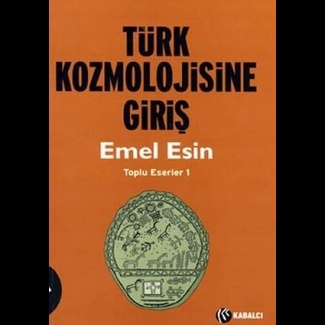 TÜRK
KOZMOLOJİSİNE
GİRİŞ
Emel Esin
Toplu Eserler 1
KABALCI